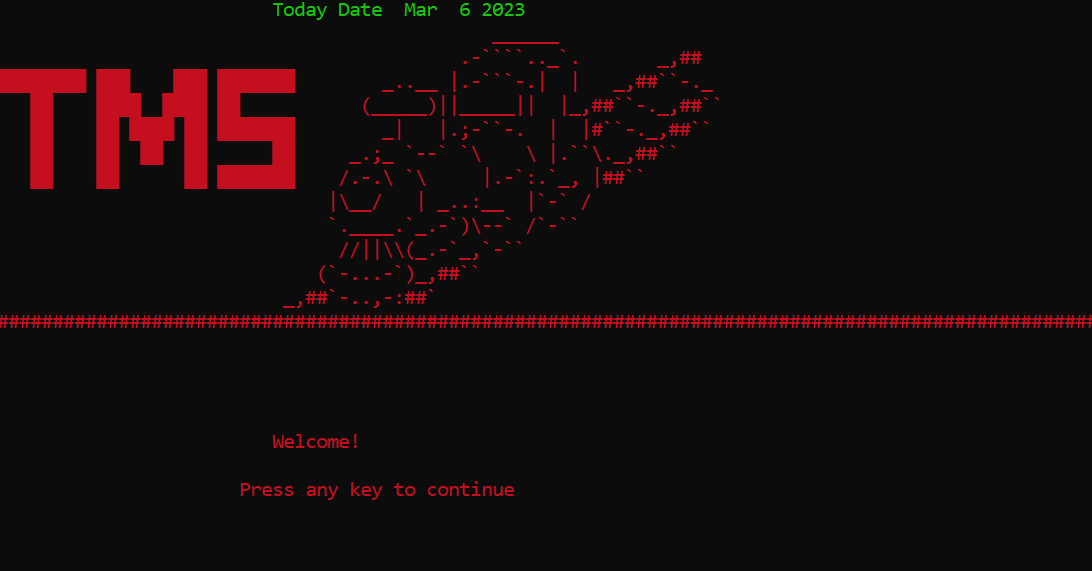 Today Date  Mar  6 2023
TMS
Welcome!
Press any key to continue